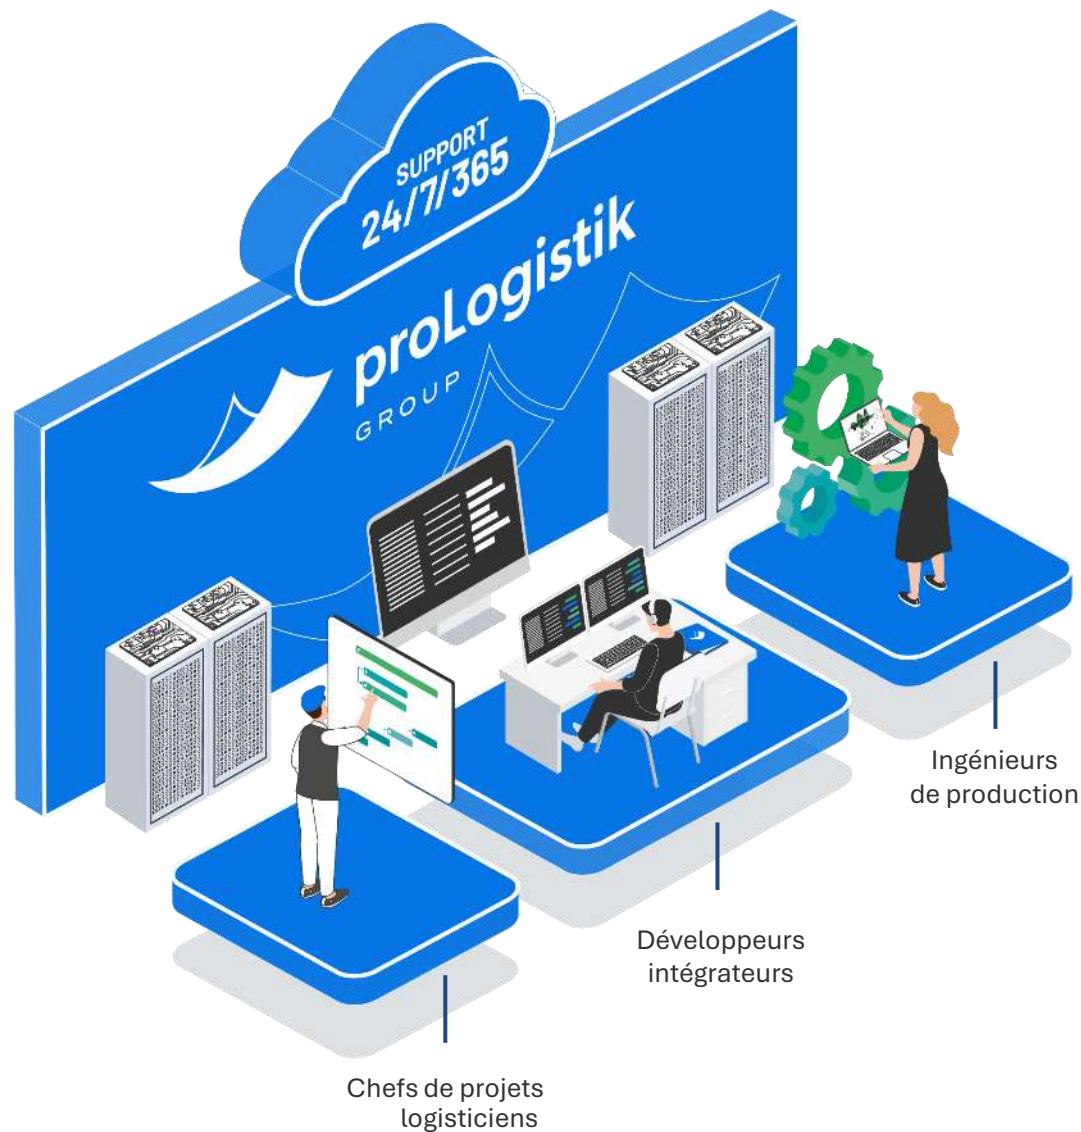 SUPPORT
24/7/365
proLogistik
GROUP
Ingénieurs
de production
Développeurs
intégrateurs
Chefs de projets
logisticiens